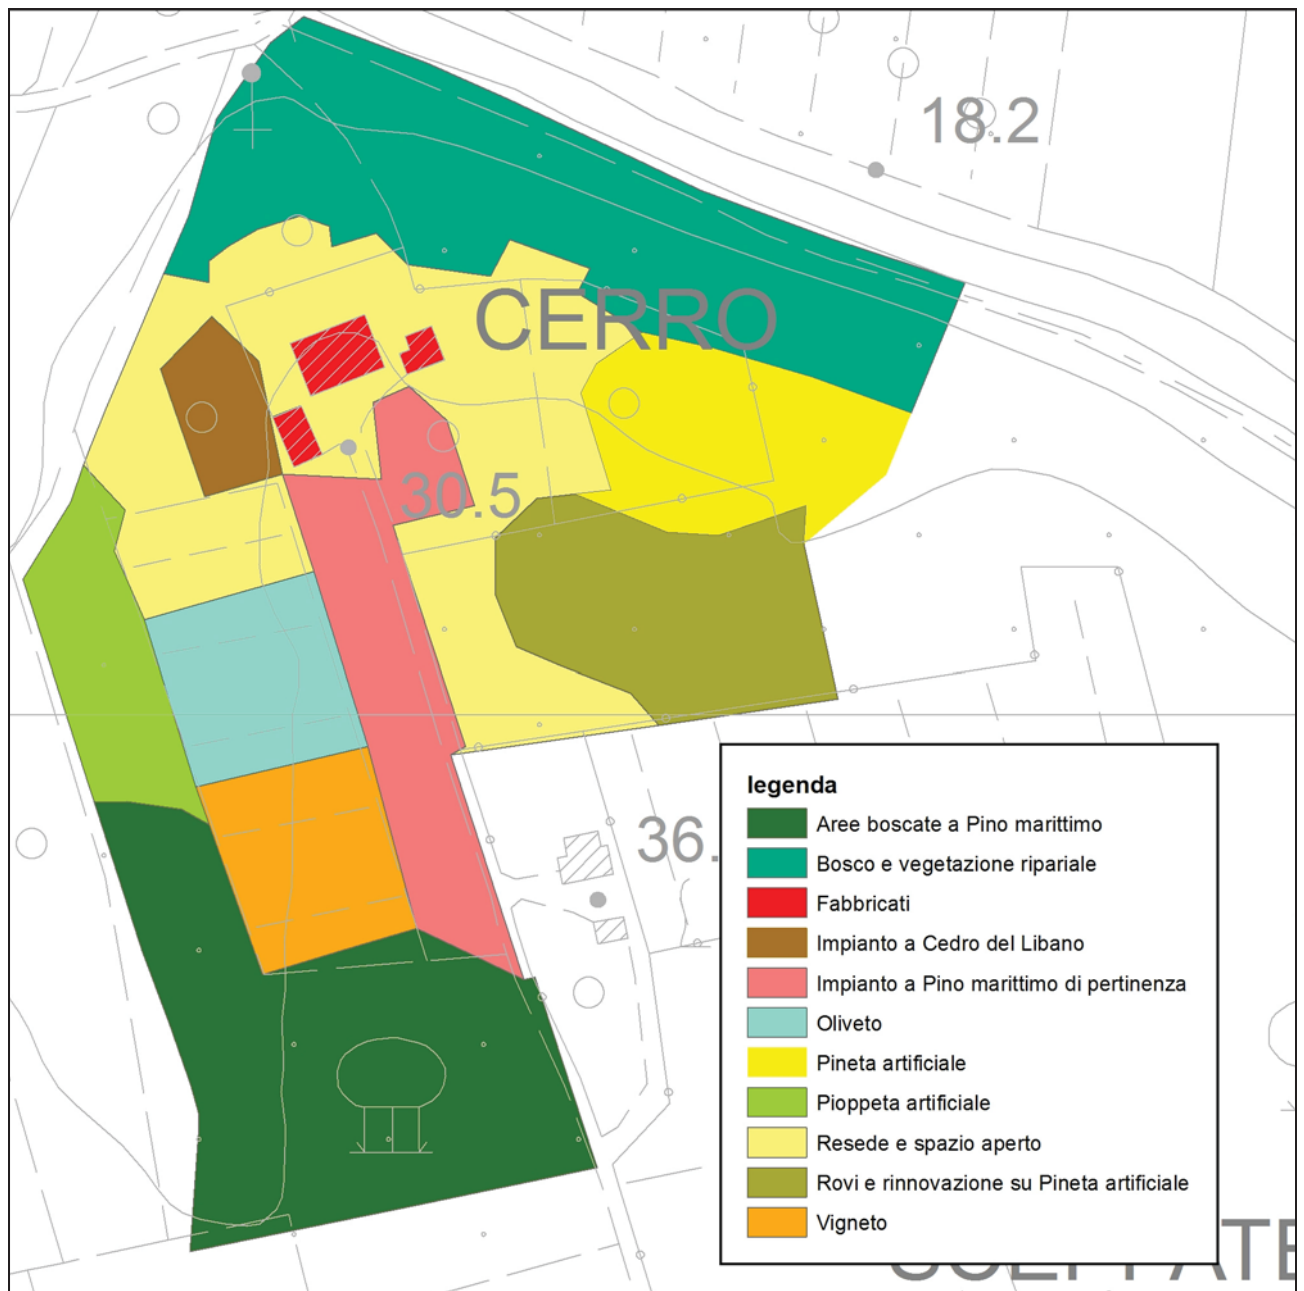 18.2
CERRO
30.5
36.
legenda
Aree boscate a Pino marittimo
Bosco e vegetazione ripariale
Fabbricati
Impianto a Cedro del Libano
Impianto a Pino marittimo di pertinenza
Oliveto
Pineta artificiale
Pioppeta artificiale
Resede e spazio aperto
Rovi e rinnovazione su Pineta artificiale
Vigneto